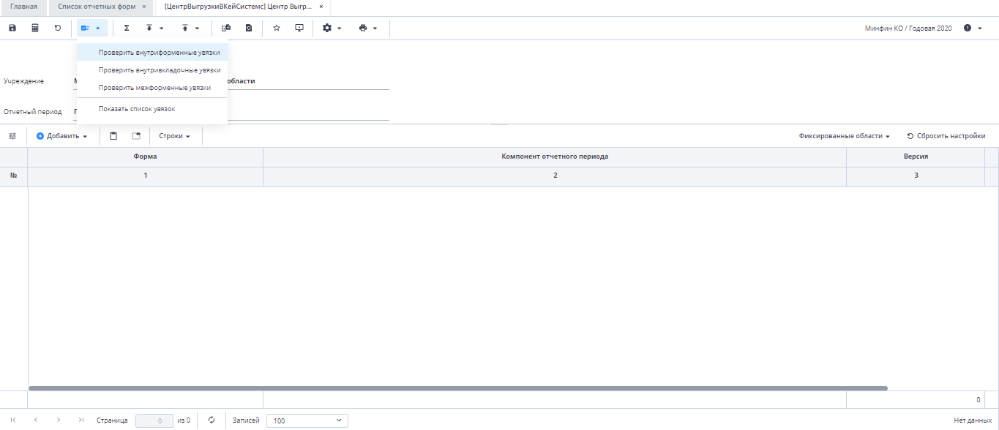 Главная
Список отчетных форм ×
[ЦентрВыгрузкиВКейСистемс] Центр Выгр... ×
Минфин КО / Годовая 2020
Проверить внутриформенные увязки
Проверить внутривкладочные увязки
Учреждение
области
Проверить межформенные увязки
Показать список увязок
Отчетный период
Добавить
Строки
Фиксированные области
Сбросить настройки
Форма
Компонент отчетного периода
Версия
№
1
2
3
0
Страница 0 из 0
Записей 100
Нет данных